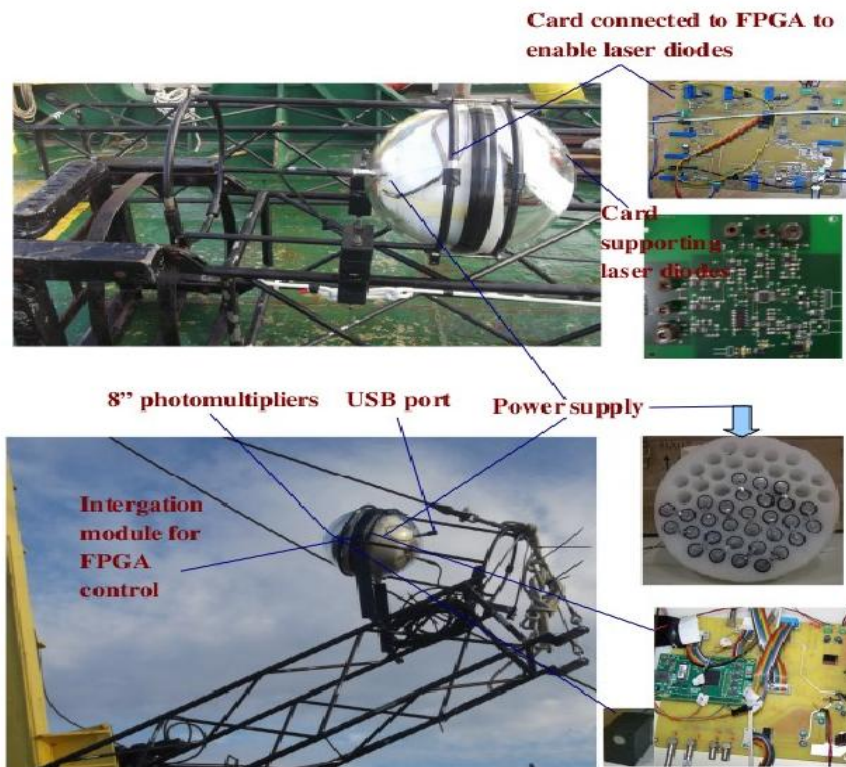 Card connected to FPGA to
enable laser diodes
Card
supporting
laser diodes
8” photomultipliers
USB port
Power supply
Intergation
module for
FPGA
control